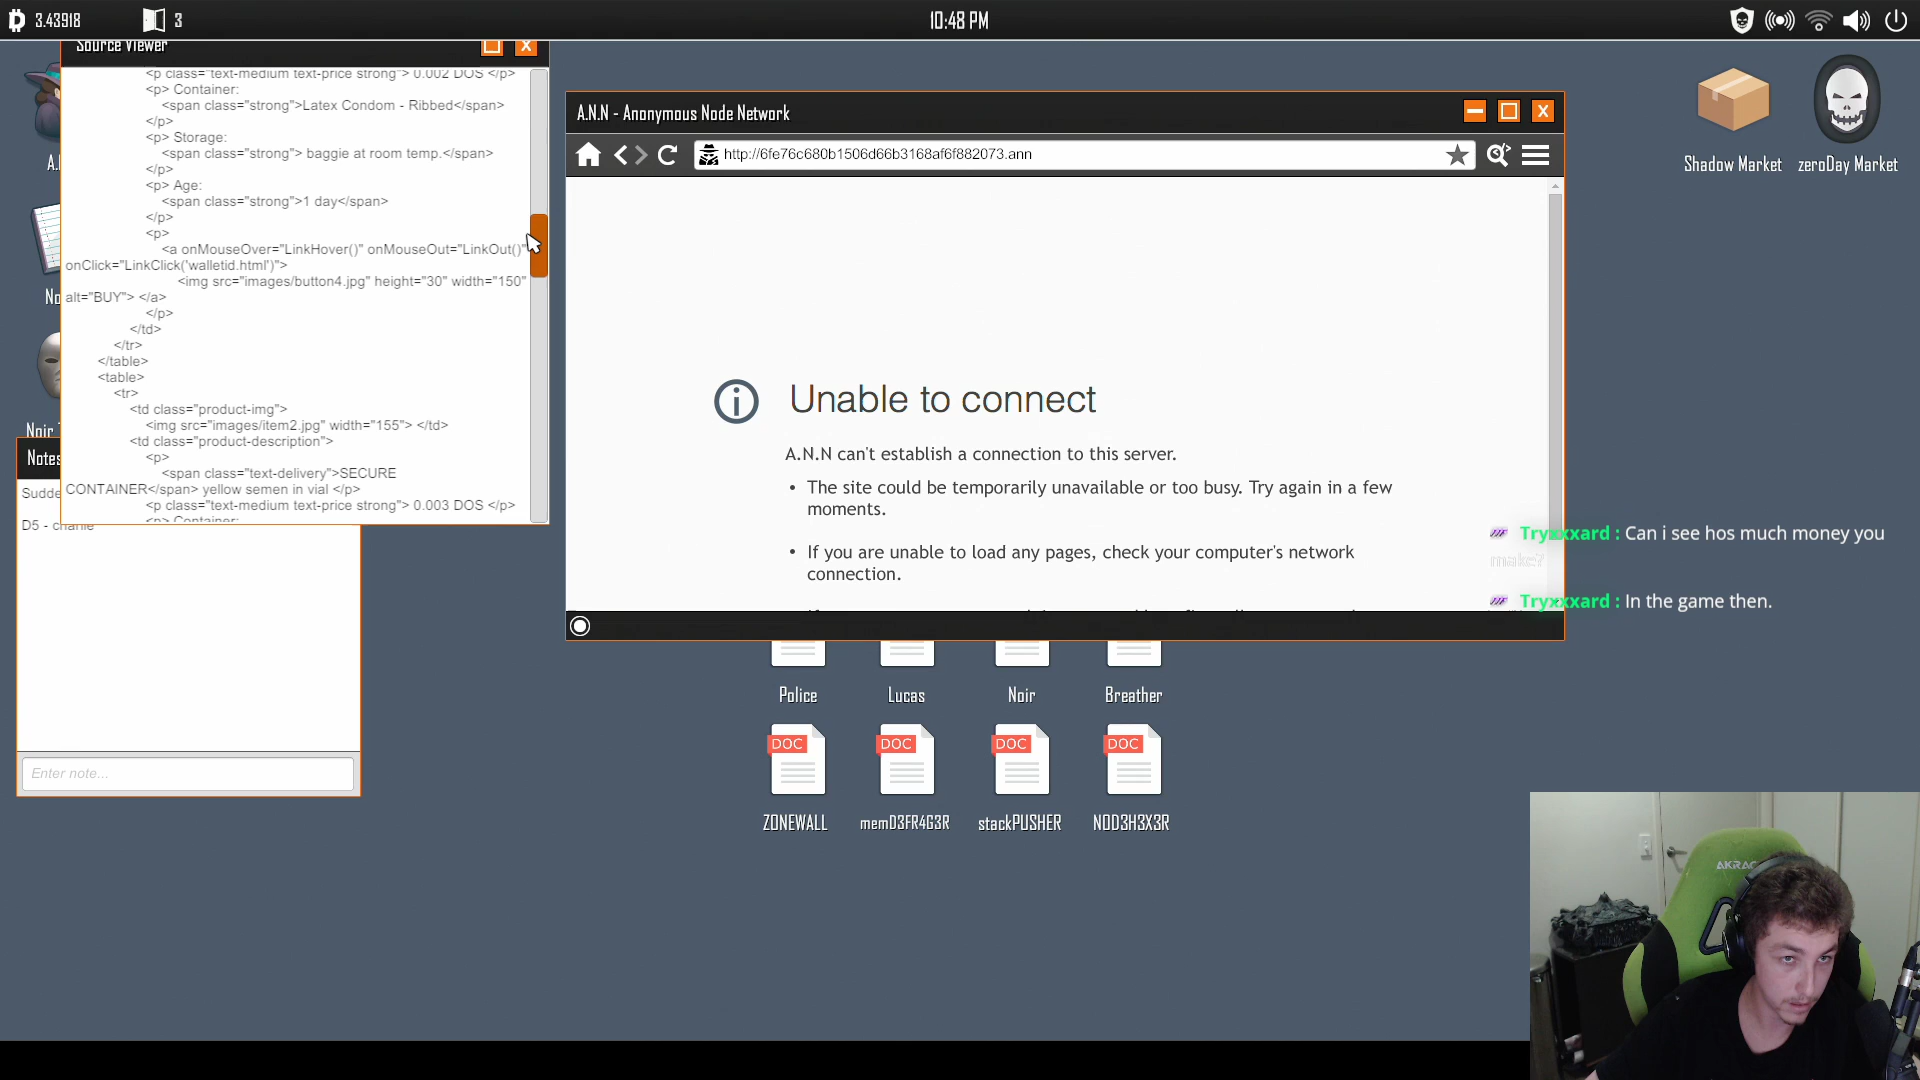 3.43918
3
10:48 PM
Source Viewer
<p class="text-medium text-price strong"> 0.002 DOS </p>
<p> Container:
<span class="strong">Latex Condom - Ribbed</span>
</p>
<p> Storage:
<span class="strong"> baggie at room temp.</span>
</p>
<p> Age:
<span class="strong">1 day</span>
</p>
<p>
<a onMouseOver="LinkHover()" onMouseOut="LinkOut()"
onClick="LinkClick('walletid.html')">
<img src="images/button4.jpg" height="30" width="150"
alt="BUY"> </a>
</p>
</td>
</tr>
</table>
<table>
<tr>
<td class="product-img">
<img src="images/item2.jpg" width="155"> </td>
<td class="product-description">
<p>
<span class="text-delivery">SECURE
CONTAINER</span> yellow semen in vial </p>
<p class="text-medium text-price strong"> 0.003 DOS </p>
<p> Container:
A.N.N - Anonymous Node Network
http://6fe76c680b1506d66b3168af6f882073.ann
Unable to connect
A.N.N can't establish a connection to this server.
• The site could be temporarily unavailable or too busy. Try again in a few
moments.
• If you are unable to load any pages, check your computer's network
connection.
Shadow Market
zeroDay Market
Tryxxxard : Can i see hos much money you
make?
Tryxxxard : In the game then.
Noir
Notes
D5 - charlie
Enter note...
Police
Lucas
Noir
Breather
DOC
DOC
DOC
DOC
ZONEWALL
memD3FR4G3R
stackPUSHER
NOD3H3X3R
AKRAC